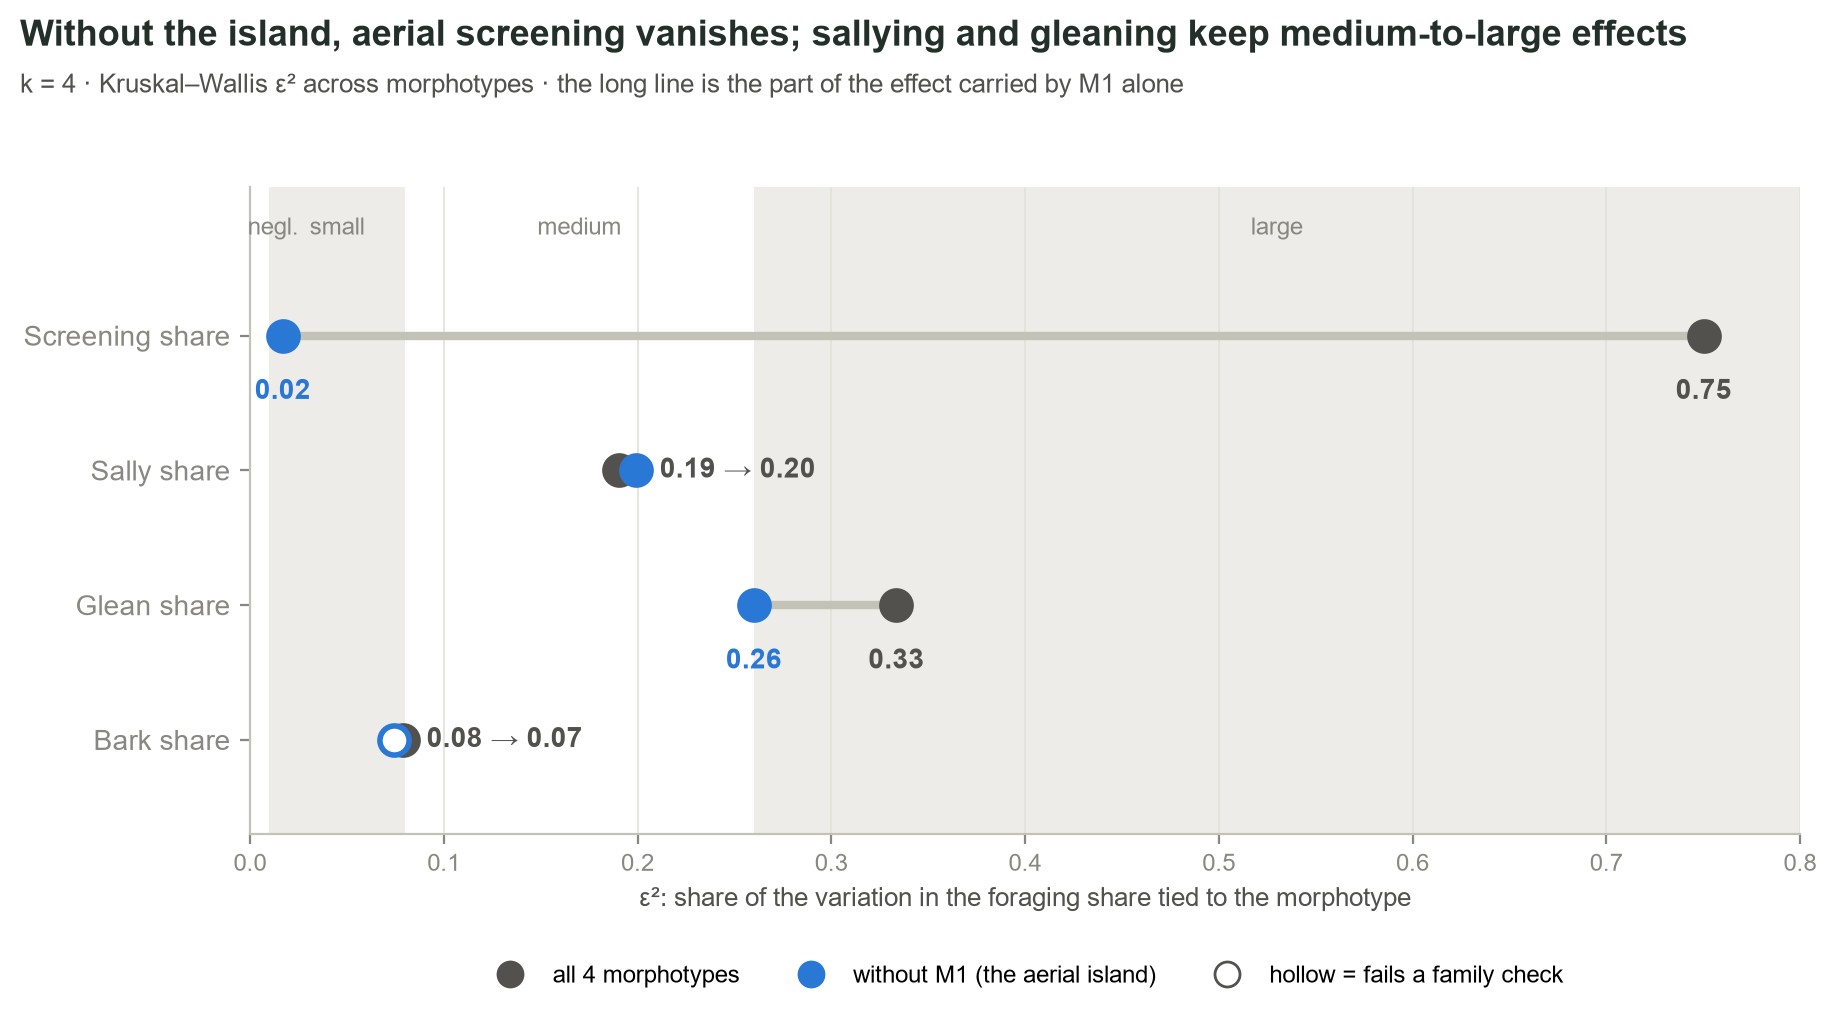 Without the island, aerial screening vanishes; sallying and gleaning keep medium-to-large effects
k = 4 · Kruskal–Wallis ε² across morphotypes · the long line is the part of the effect carried by M1 alone
negl. small medium large
Screening share
0.02 0.75
Sally share 0.19 → 0.20
Glean share
0.26 0.33
Bark share 0.08 → 0.07
0.0 0.1 0.2 0.3 0.4 0.5 0.6 0.7 0.8
ε²: share of the variation in the foraging share tied to the morphotype
all 4 morphotypes without M1 (the aerial island) hollow = fails a family check